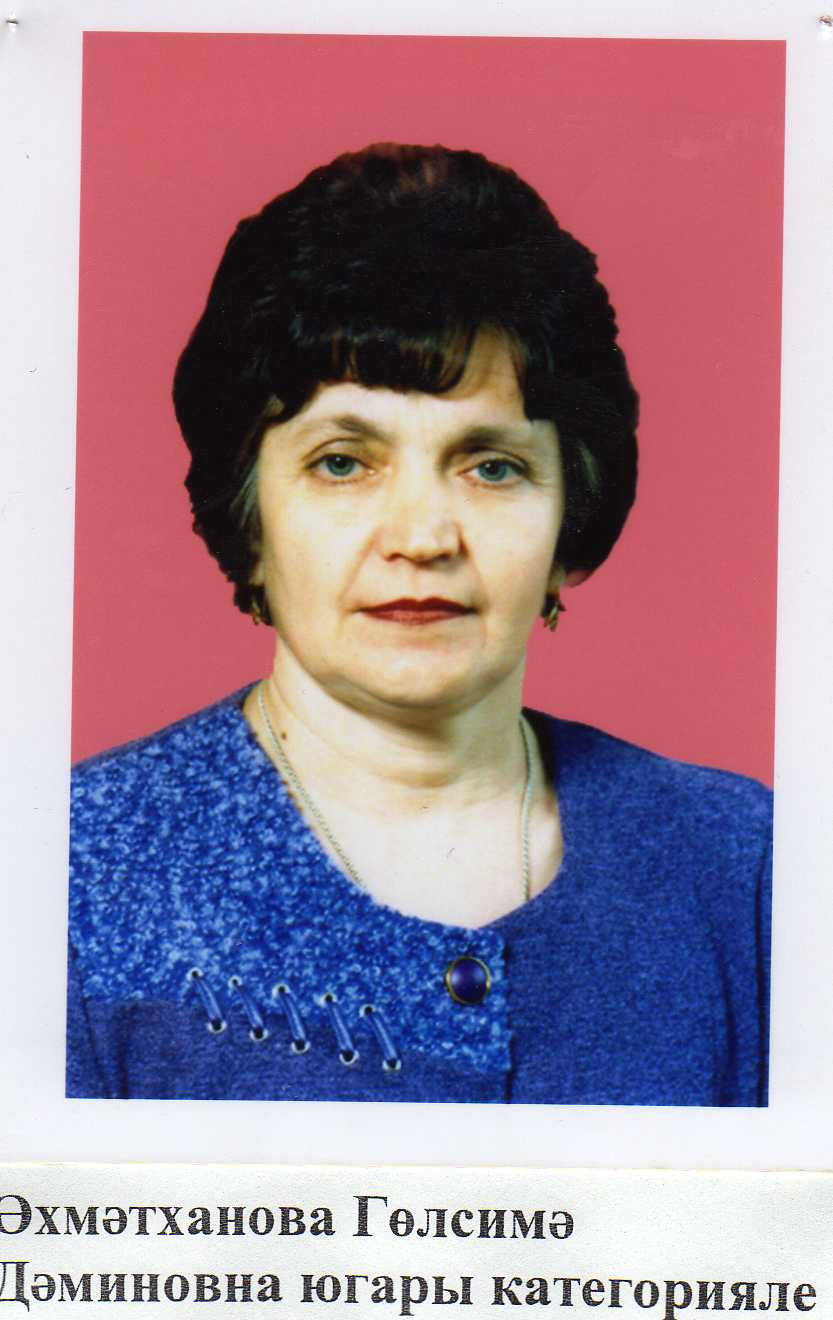 Әхмәтханова Гөлсимә
Дәминовна югары категорияле